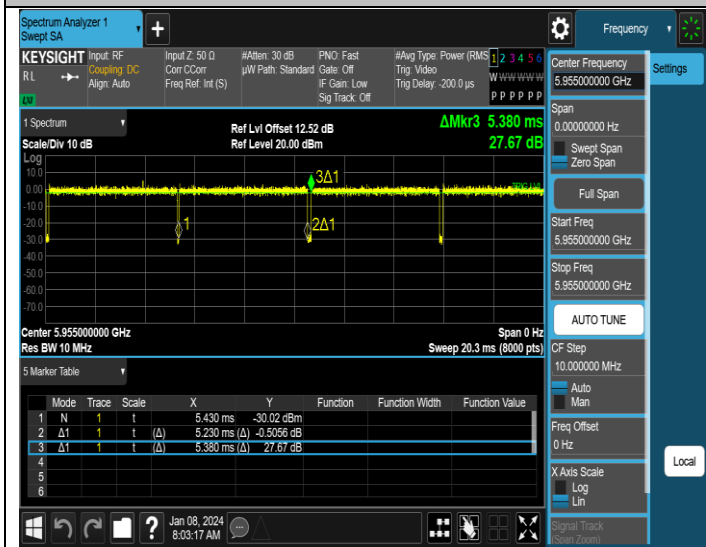 Spectrum Analyzer 1
Swept SA
Frequency
KEYSIGHT
Input: RF
Coupling: DC
Align: Auto
RL
LXI
Input Z: 50 Ω
Corr CCorr
Freq Ref: Int (S)
#Atten: 30 dB
µW Path: Standard
PNO: Fast
Gate: Off
IF Gain: Low
Sig Track: Off
#Avg Type: Power (RMS
Trig: Video
Trig Delay: -200.0 µs
1 2 3 4 5 6
W W W W W W
P P P P P P
Center Frequency
5.955000000 GHz
Settings
Span
0.00000000 Hz
Swept Span
Zero Span
Full Span
Start Freq
5.955000000 GHz
Stop Freq
5.955000000 GHz
AUTO TUNE
CF Step
10.000000 MHz
Auto
Man
Freq Offset
0 Hz
X Axis Scale
Log
Lin
Signal Track
(Span Zoom)
Local
1 Spectrum
Scale/Div 10 dB
Ref Lvl Offset 12.52 dB
Ref Level 20.00 dBm
ΔMkr3 5.380 ms
27.67 dB
Log
10.0
0.00
-10.0
-20.0
-30.0
-40.0
-50.0
-60.0
-70.0
3Δ1
1
2Δ1
Center 5.955000000 GHz
Span 0 Hz
Res BW 10 MHz
Sweep 20.3 ms (8000 pts)
5 Marker Table
Mode Trace Scale X Y Function Function Width Function Value
1 N 1 t 5.430 ms -30.02 dBm
2 Δ1 1 t (Δ) 5.230 ms (Δ) -0.5056 dB
3 Δ1 1 t (Δ) 5.380 ms (Δ) 27.67 dB
4
5
6
?
Jan 08, 2024
8:03:17 AM